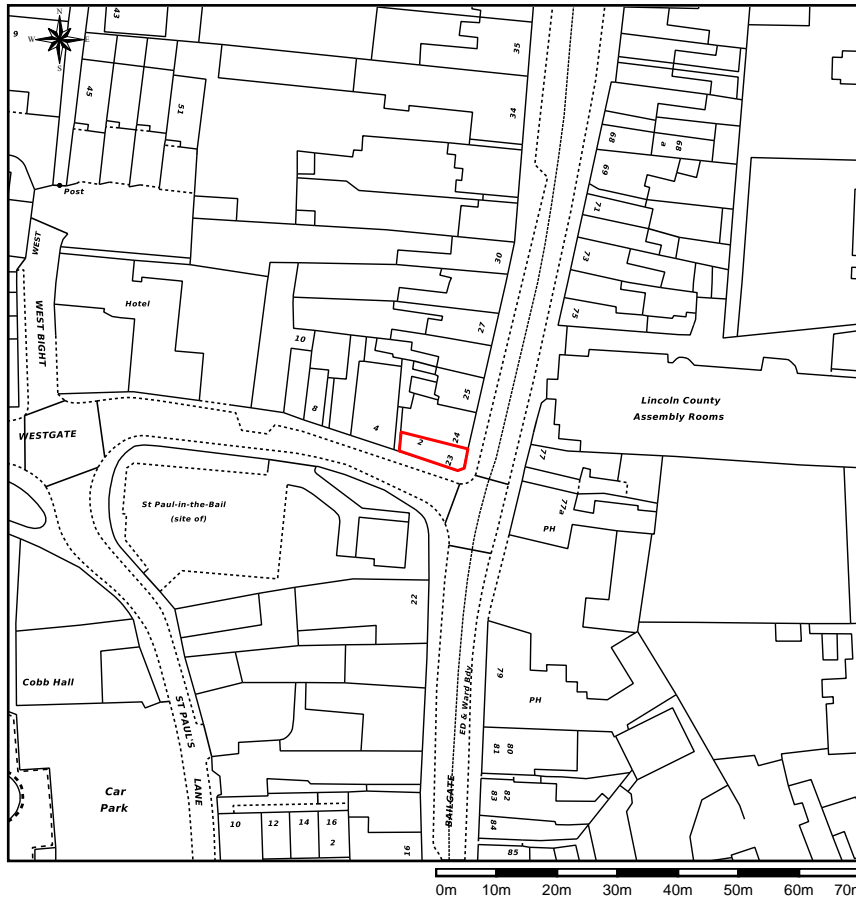 N
W E
S
9
43
45
51
35
34
68
68
a
69
71
73
75
30
27
25
24
23
2
4
8
10
Post
WEST
WEST BIGHT
Hotel
WESTGATE
Lincoln County
Assembly Rooms
St Paul-in-the-Bail
(site of)
77
77a
PH
22
79
PH
Cobb Hall
ST PAUL'S
LANE
ED & Ward Bdy
BAILGATE
80
81
82
83
84
85
Car
Park
10
12
14
16
2
16
0m 10m 20m 30m 40m 50m 60m 70m